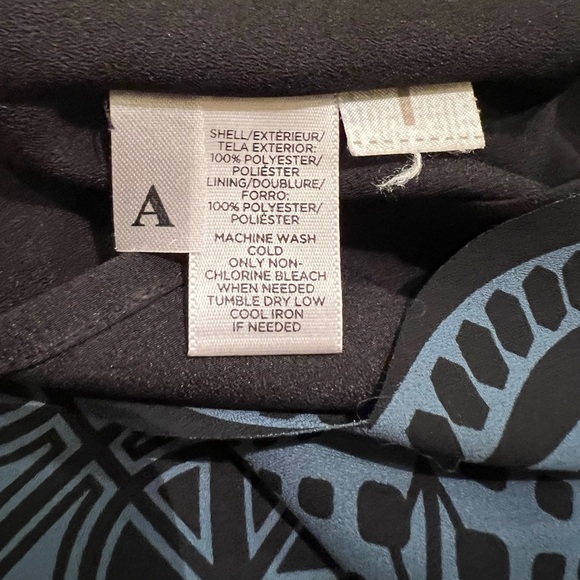 A
SHELL/EXTÉRIEUR/
TELA EXTERIOR:
100% POLYESTER/
POLIÉSTER
LINING/DOUBLURE/
FORRO:
100% POLYESTER/
POLIÉSTER
MACHINE WASH
COLD
ONLY NON-
CHLORINE BLEACH
WHEN NEEDED
TUMBLE DRY LOW
COOL IRON
IF NEEDED